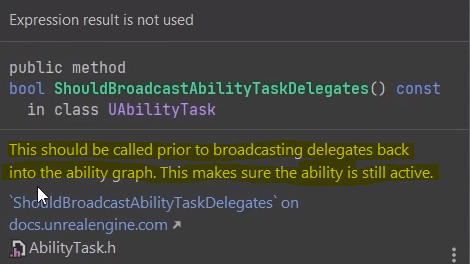 Expression result is not used
public method
bool ShouldBroadcastAbilityTaskDelegates() const
in class UAbilityTask
This should be called prior to broadcasting delegates back
into the ability graph. This makes sure the ability is still active.
`ShouldBroadcastAbilityTaskDelegates` on
docs.unrealengine.com ↗
AbilityTask.h